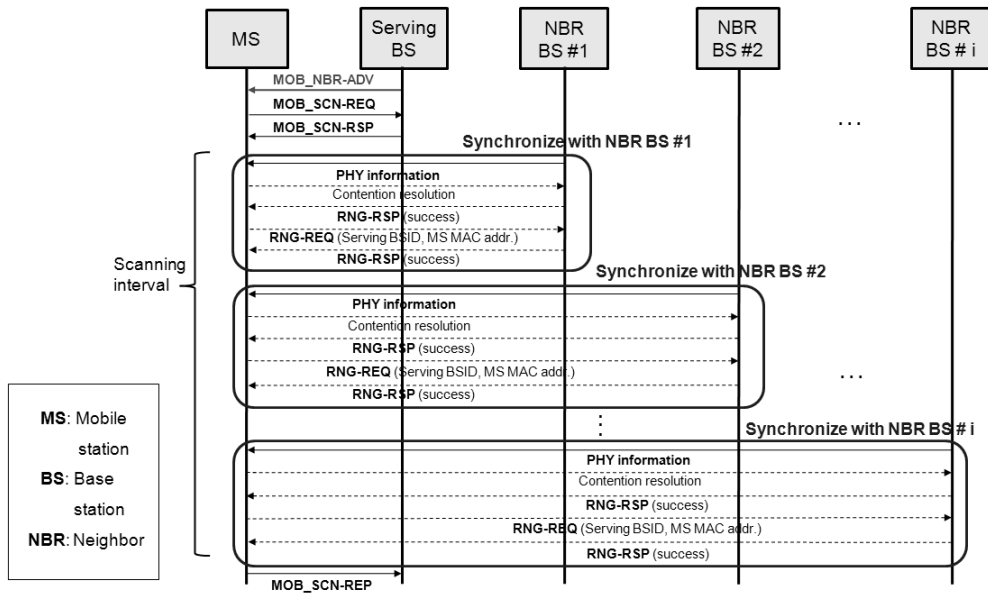 MS
Serving
BS
NBR
BS #1
NBR
BS #2
NBR
BS # i
MOB_NBR-ADV
MOB_SCN-REQ
MOB_SCN-RSP
...
Synchronize with NBR BS #1
PHY information
Contention resolution
RNG-RSP (success)
RNG-REQ (Serving BSID, MS MAC addr.)
RNG-RSP (success)
Scanning
interval
Synchronize with NBR BS #2
PHY information
Contention resolution
RNG-RSP (success)
RNG-REQ (Serving BSID, MS MAC addr.)
RNG-RSP (success)
...
...
Synchronize with NBR BS # i
PHY information
Contention resolution
RNG-RSP (success)
RNG-REQ (Serving BSID, MS MAC addr.)
RNG-RSP (success)
MOB_SCN-REP
MS: Mobile
station
BS: Base
station
NBR: Neighbor